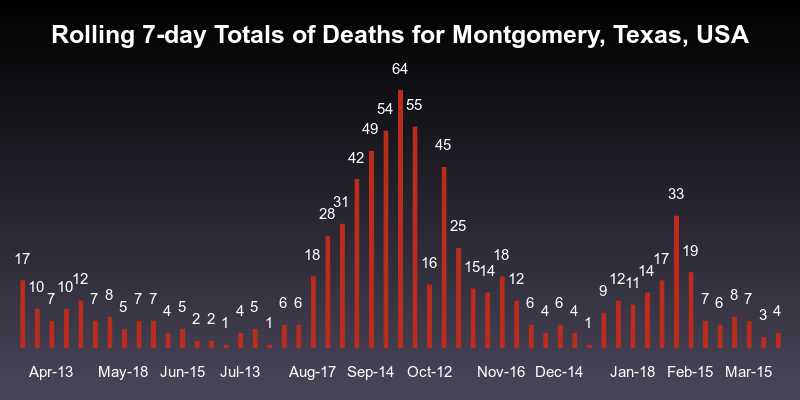 Rolling 7-day Totals of Deaths for Montgomery, Texas, USA
17 10 7 10 12 7 8 5 7 7 4 5 2 2 1 4 5 1 6 6 18 28 31 42 49 54 64 55 16 45 25 15 14 18 12 6 4 6 4 1 9 12 11 14 17 33 19 7 6 8 7 3 4
Apr-13 May-18 Jun-15 Jul-13 Aug-17 Sep-14 Oct-12 Nov-16 Dec-14 Jan-18 Feb-15 Mar-15